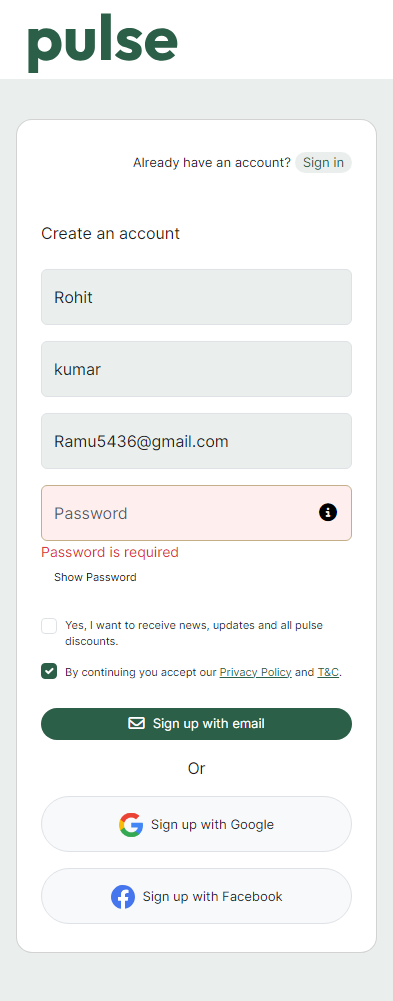 pulse
Already have an account? Sign in
Create an account
Rohit
kumar
Ramu5436@gmail.com
Password
Password is required
Show Password
Yes, I want to receive news, updates and all pulse
discounts.
By continuing you accept our Privacy Policy and T&C.
Sign up with email
Or
Sign up with Google
Sign up with Facebook